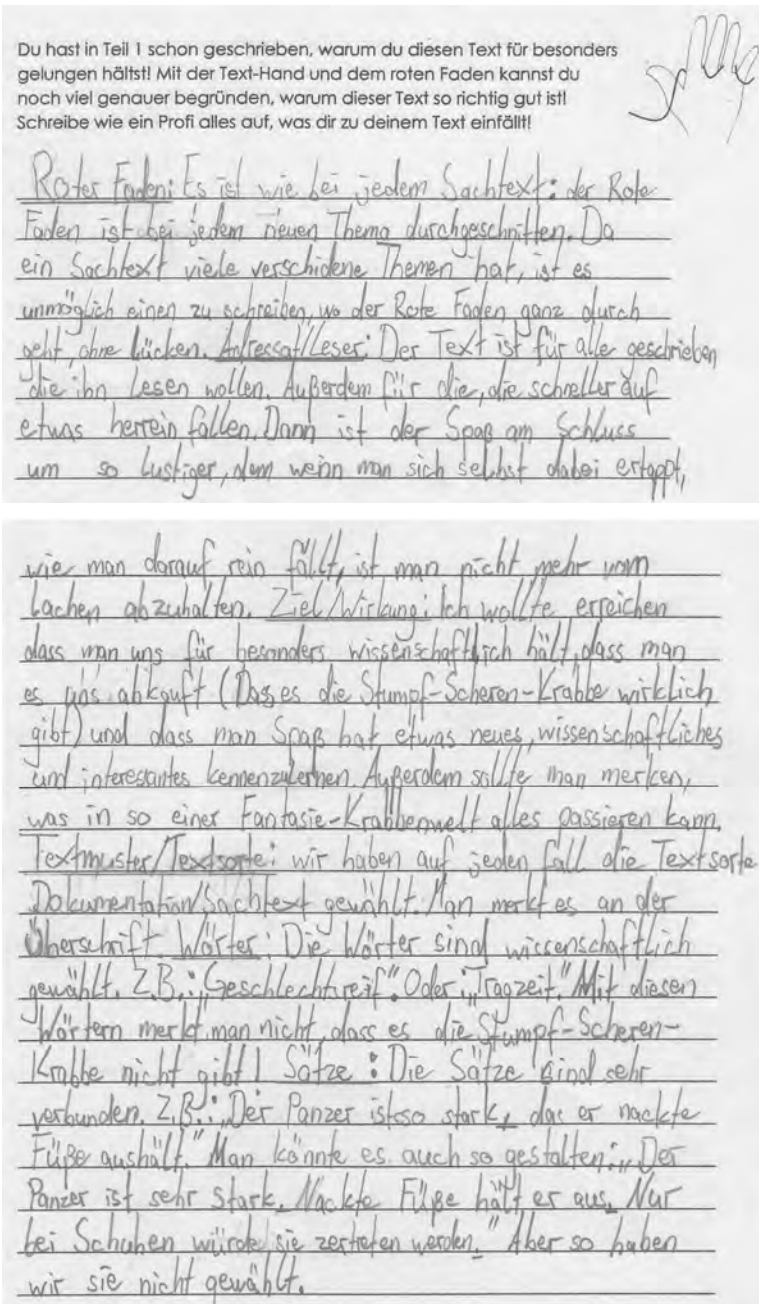 Du hast in Teil 1 schon geschrieben, warum du diesen Text für besonders
gelungen hältst! Mit der Text-Hand und dem roten Faden kannst du
noch viel genauer begründen, warum dieser Text so richtig gut ist!
Schreibe wie ein Profi alles auf, was dir zu deinem Text einfällt!
Roter Faden: Es ist wie bei jedem Sachtext: der Rote
Faden ist bei jedem neuen Thema durchgeschnitten. Da
ein Sachtext viele verschidene Themen hat, ist es
unmöglich einen zu schreiben, wo der Rote Faden ganz durch
geht, ohne Lücken. Adressat/Leser: Der Text ist für alle geschrieben
die ihn Lesen wollen. Außerdem für die, die schneller auf
etwas herrein fallen. Dann ist der Spaß am Schluss
um so lustiger, denn wenn man sich selbst dabei ertappt,
wie man darauf rein fällt, ist man nicht mehr vom
Lachen abzuhalten. Ziel/Wirkung: Ich wollte erreichen
dass man uns für besonders wissenschaftlich hält, dass man
es uns abkauft (Dass es die Stumpf-Scheren-Krabbe wirklich
gibt) und dass man Spaß hat etwas neues, wissenschaftliches
und interessantes kennenzulernen. Außerdem sollte man merken,
was in so einer Fantasie-Krabbenwelt alles passieren kann.
Textmuster/Textsorte: wir haben auf jeden fall die Textsorte
Dokumentation/Sachtext gewählt. Man merkt es an der
Überschrift. Wörter: Die Wörter sind wissenschaftlich
gewählt. Z.B.: „Geschlechtsreif". Oder: „Tragzeit." Mit diesen
Wörtern merkt man nicht, dass es die Stumpf-Scheren-
Krabbe nicht gibt! Sätze: Die Sätze sind sehr
verbunden. Z.B.: „Der Panzer ist so stark, das er nackte
Füße aushält." Man könnte es auch so gestalten: „Der
Panzer ist sehr stark. Nackte Füße hält er aus. Nur
bei Schuhen würde sie zertreten werden." Aber so haben
wir sie nicht gewählt.